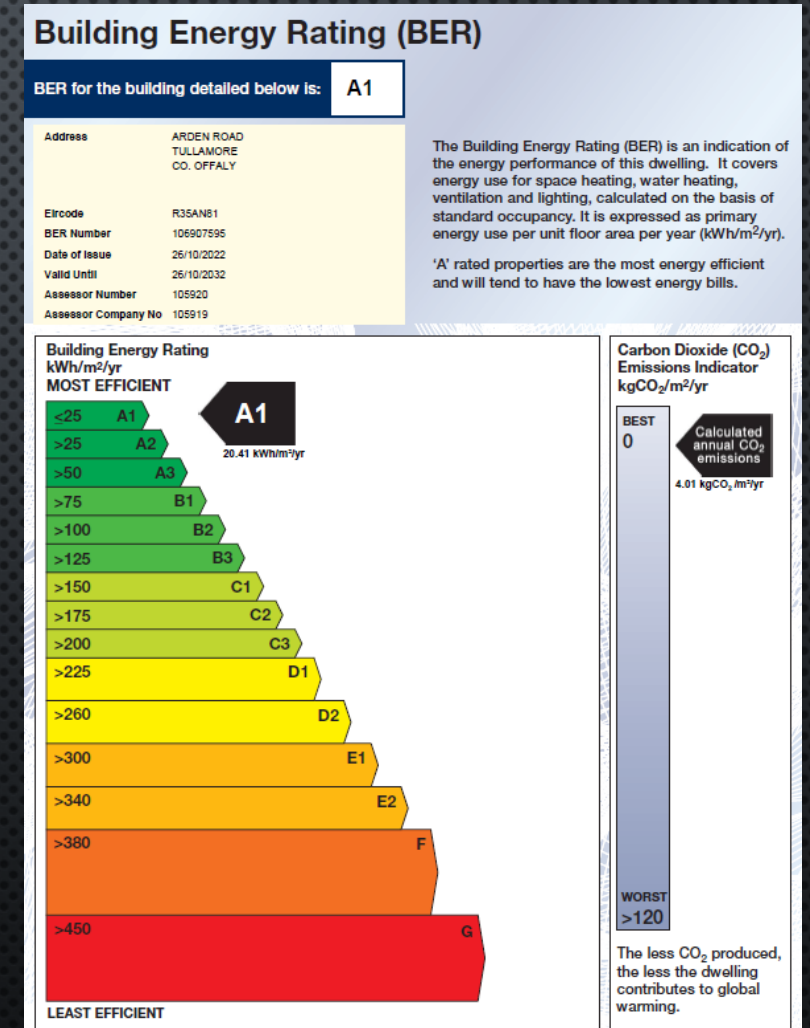 Building Energy Rating (BER)
BER for the building detailed below is: A1
Address ARDEN ROAD
TULLAMORE
CO. OFFALY
Eircode R35AN81
BER Number 106907595
Date of Issue 26/10/2022
Valid Until 26/10/2032
Assessor Number 105920
Assessor Company No 105919
The Building Energy Rating (BER) is an indication of
the energy performance of this dwelling. It covers
energy use for space heating, water heating,
ventilation and lighting, calculated on the basis of
standard occupancy. It is expressed as primary
energy use per unit floor area per year (kWh/m²/yr).
'A' rated properties are the most energy efficient
and will tend to have the lowest energy bills.
Building Energy Rating
kWh/m²/yr
MOST EFFICIENT
≤25 A1
>25 A2
>50 A3
>75 B1
>100 B2
>125 B3
>150 C1
>175 C2
>200 C3
>225 D1
>260 D2
>300 E1
>340 E2
>380 F
>450 G
LEAST EFFICIENT
A1
20.41 kWh/m²/yr
Carbon Dioxide (CO₂)
Emissions Indicator
kgCO₂/m²/yr
BEST
0
Calculated
annual CO₂
emissions
4.01 kgCO₂ /m²/yr
WORST
>120
The less CO₂ produced,
the less the dwelling
contributes to global
warming.